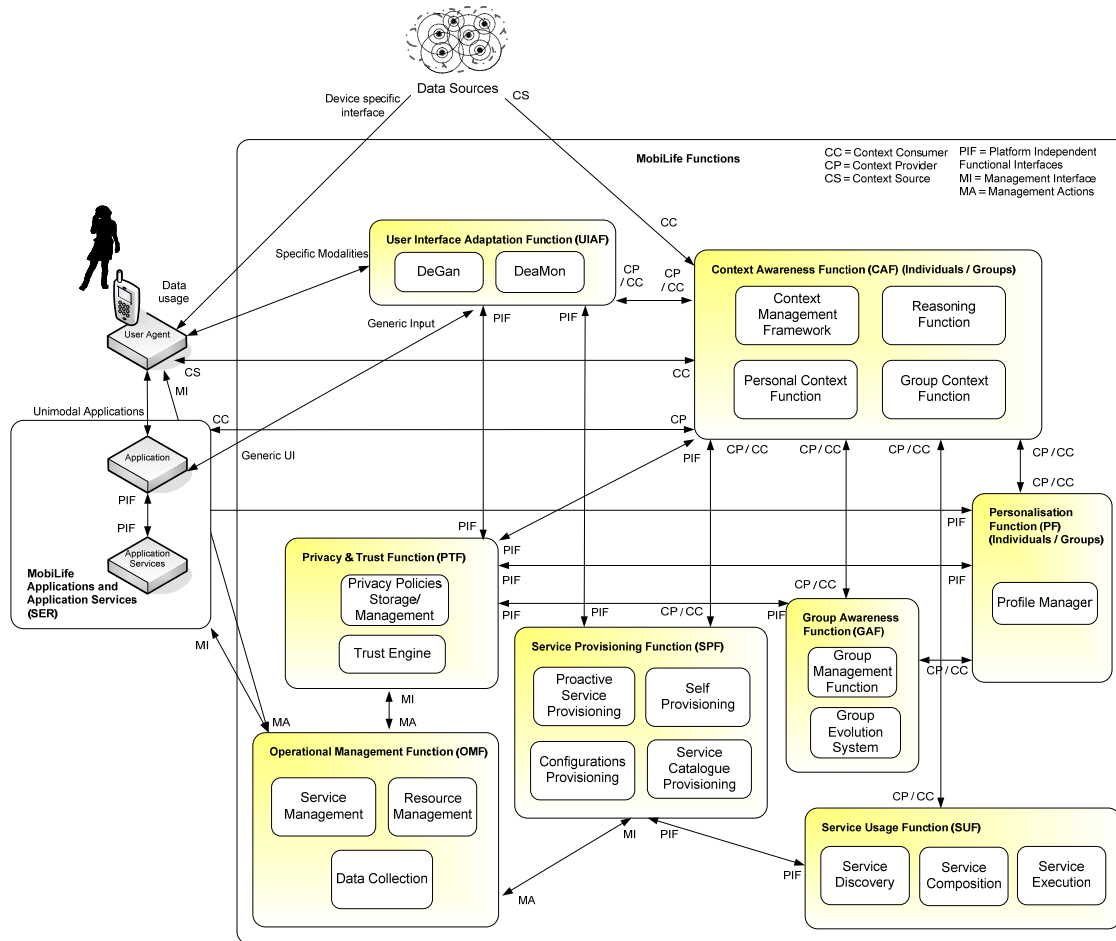 Data Sources
Device specific
interface
CS
MobiLife Functions
CC = Context Consumer
CP = Context Provider
CS = Context Source
PIF = Platform Independent
Functional Interfaces
MI = Management Interface
MA = Management Actions
CC
User Interface Adaptation Function (UIAF)
DeGan
DeaMon
Specific Modalities
CP
/ CC
CP
/ CC
Context Awareness Function (CAF) (Individuals / Groups)
Context
Management
Framework
Reasoning
Function
Personal Context
Function
Group Context
Function
Data
usage
User Agent
Generic Input
PIF
PIF
CS
CC
MI
Unimodal Applications
CC
CP
Generic UI
Application
PIF
PIF
Application
Services
MobiLife
Applications and
Application Services
(SER)
MI
PIF
CP / CC
CP / CC
CP / CC
CP / CC
CP / CC
PIF
PIF
PIF
Personalisation
Function (PF)
(Individuals / Groups)
Profile Manager
Privacy & Trust Function (PTF)
Privacy Policies
Storage/
Management
Trust Engine
PIF
PIF
PIF
PIF
CP / CC
PIF
CP / CC
Group Awareness
Function (GAF)
Group
Management
Function
Group
Evolution
System
CP / CC
Service Provisioning Function (SPF)
Proactive
Service
Provisioning
Self
Provisioning
Configurations
Provisioning
Service
Catalogue
Provisioning
MI
MA
MA
Operational Management Function (OMF)
Service
Management
Resource
Management
Data Collection
MA
MI
PIF
PIF
CP / CC
Service Usage Function (SUF)
Service
Discovery
Service
Composition
Service
Execution